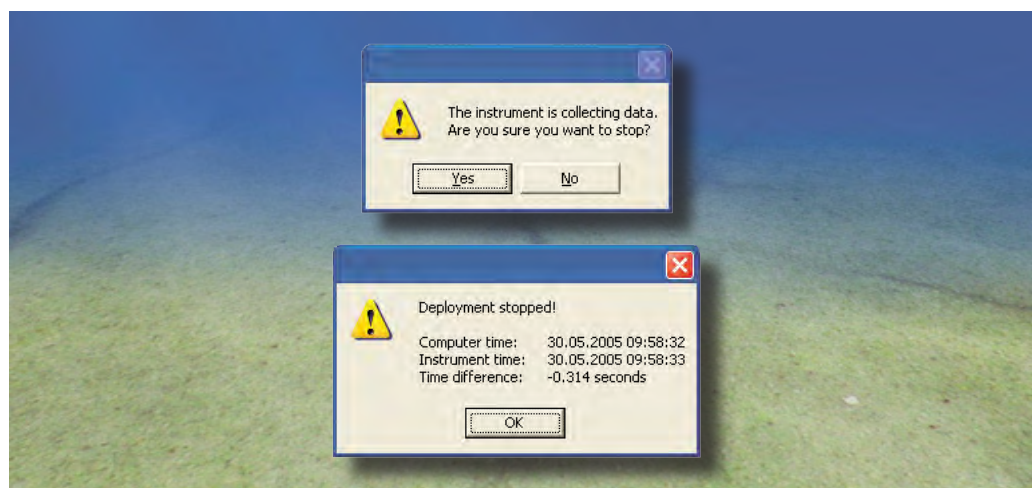 The instrument is collecting data.
Are you sure you want to stop?
Yes No
Deployment stopped!
Computer time: 30.05.2005 09:58:32
Instrument time: 30.05.2005 09:58:33
Time difference: -0.314 seconds
OK